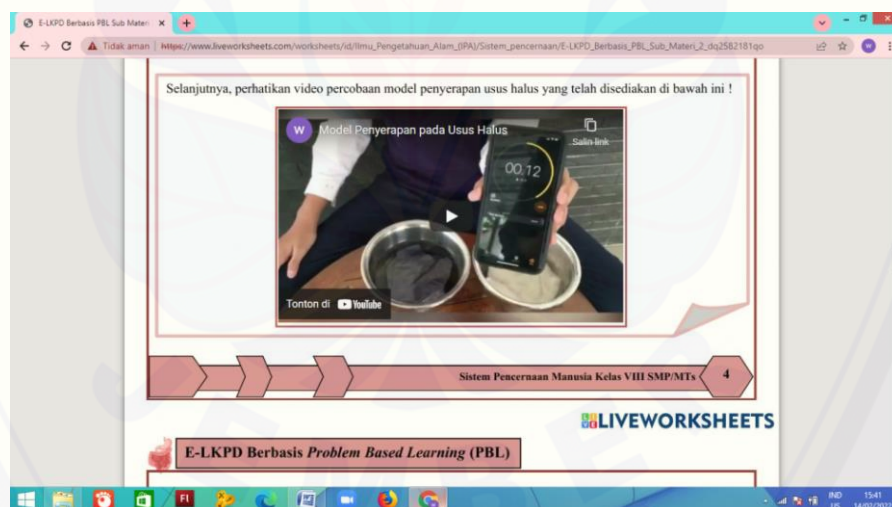 E-LKPD Berbasis PBL Sub Materi
Tidak aman | https://www.liveworksheets.com/worksheets/id/Ilmu_Pengetahuan_Alam_(IPA)/Sistem_pencernaan/E-LKPD_Berbasis_PBL_Sub_Materi_2_dq2582181qo
Selanjutnya, perhatikan video percobaan model penyerapan usus halus yang telah disediakan di bawah ini !
W Model Penyerapan pada Usus Halus
Salin link
00,12
Tonton di YouTube
Sistem Pencernaan Manusia Kelas VIII SMP/MTs 4
LIVEWORKSHEETS
E-LKPD Berbasis Problem Based Learning (PBL)
IND 15:41